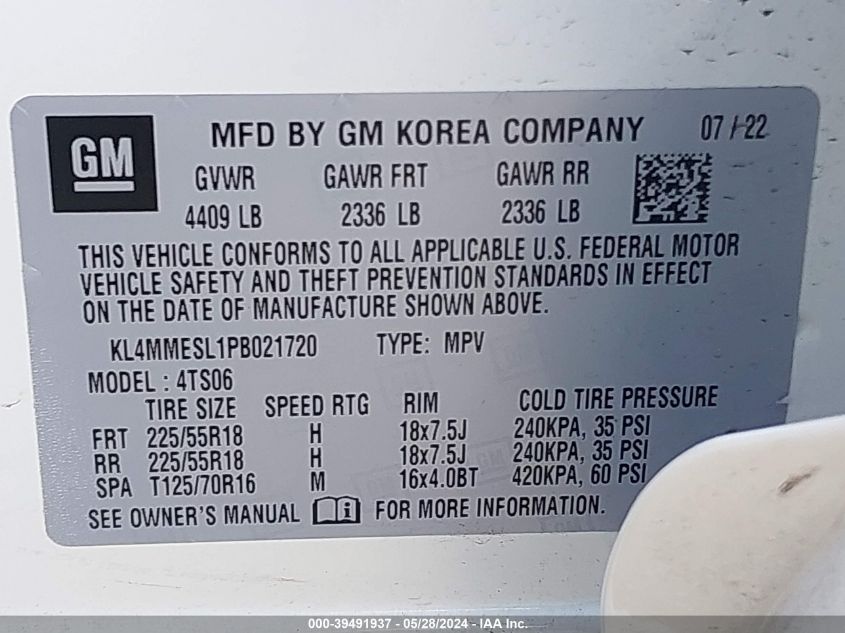 GM MFD BY GM KOREA COMPANY 07 / 22
GVWR GAWR FRT GAWR RR
4409 LB 2336 LB 2336 LB
THIS VEHICLE CONFORMS TO ALL APPLICABLE U.S. FEDERAL MOTOR
VEHICLE SAFETY AND THEFT PREVENTION STANDARDS IN EFFECT
ON THE DATE OF MANUFACTURE SHOWN ABOVE.
KL4MMESL1PB021720 TYPE: MPV
MODEL : 4TS06
TIRE SIZE SPEED RTG RIM COLD TIRE PRESSURE
FRT 225/55R18 H 18x7.5J 240KPA, 35 PSI
RR 225/55R18 H 18x7.5J 240KPA, 35 PSI
SPA T125/70R16 M 16x4.0BT 420KPA, 60 PSI
SEE OWNER'S MANUAL FOR MORE INFORMATION.
000-39491937 - 05/28/2024 - IAA Inc.